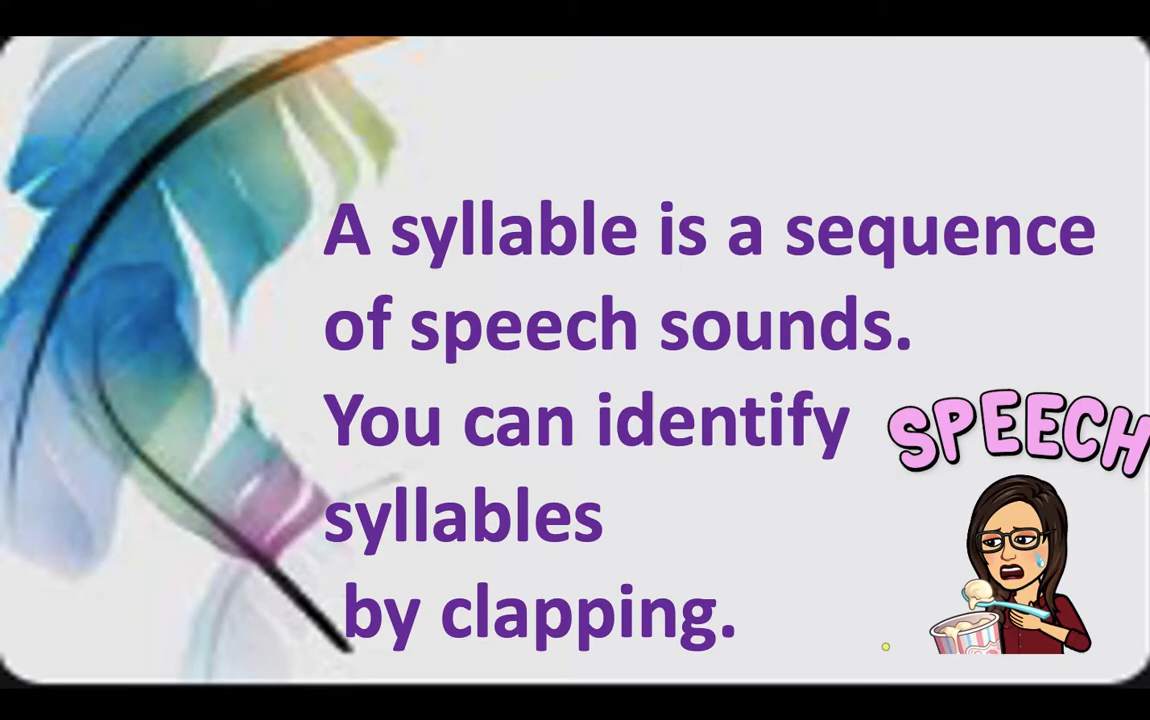 A syllable is a sequence
of speech sounds.
You can identify
syllables
by clapping.
SPEECH